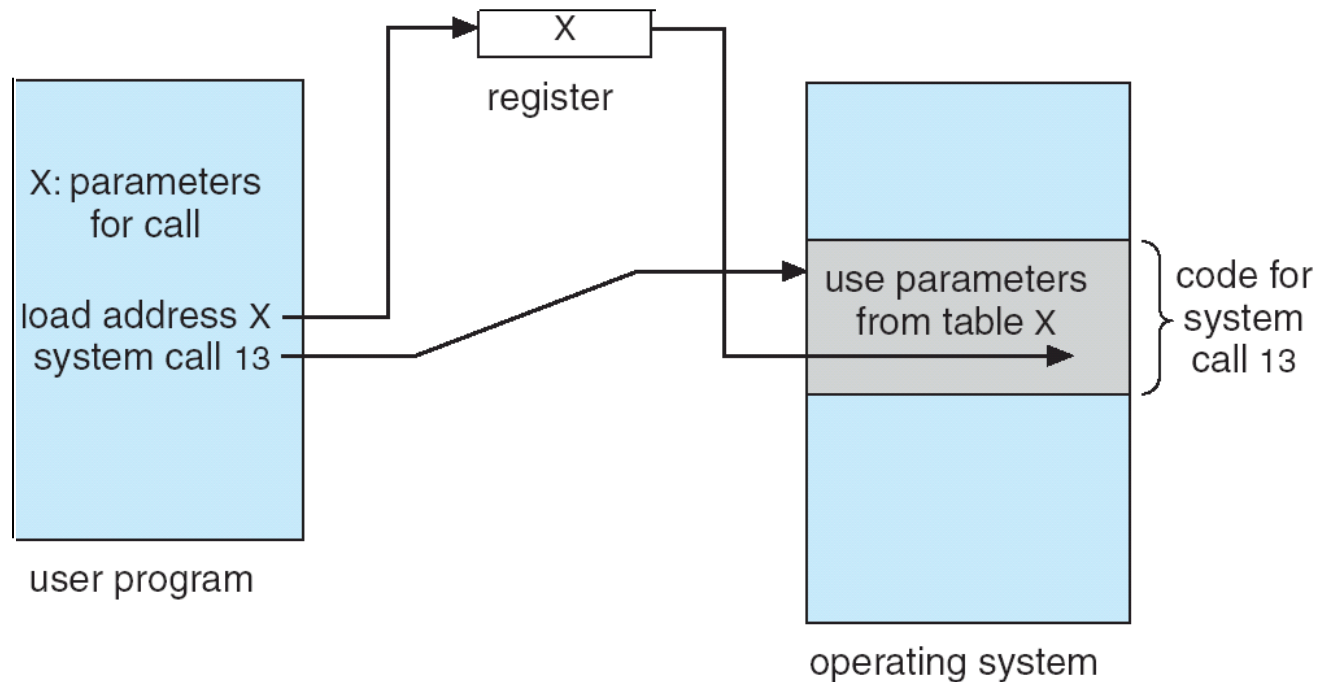 X
register
X: parameters
for call
load address X
system call 13
user program
use parameters
from table X
code for
system
call 13
operating system